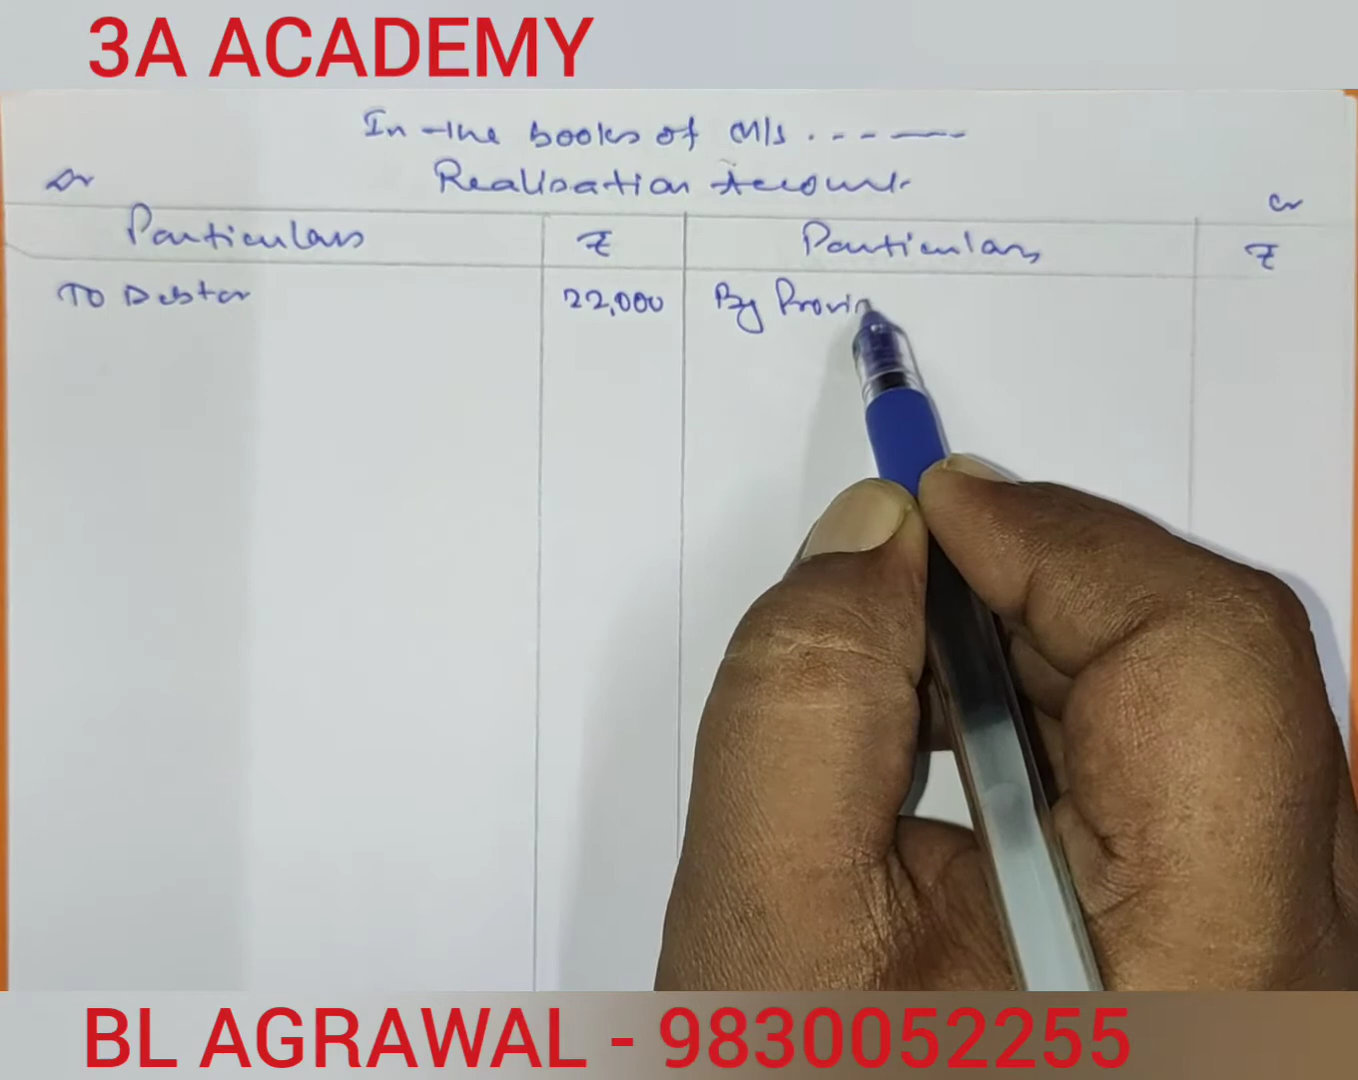 3A ACADEMY
In the books of M/s . - - —
Realisation Account
Dr
Cr
Particulars ₹ Particulars ₹
To Debtor 22,000 By Provis
BL AGRAWAL - 9830052255